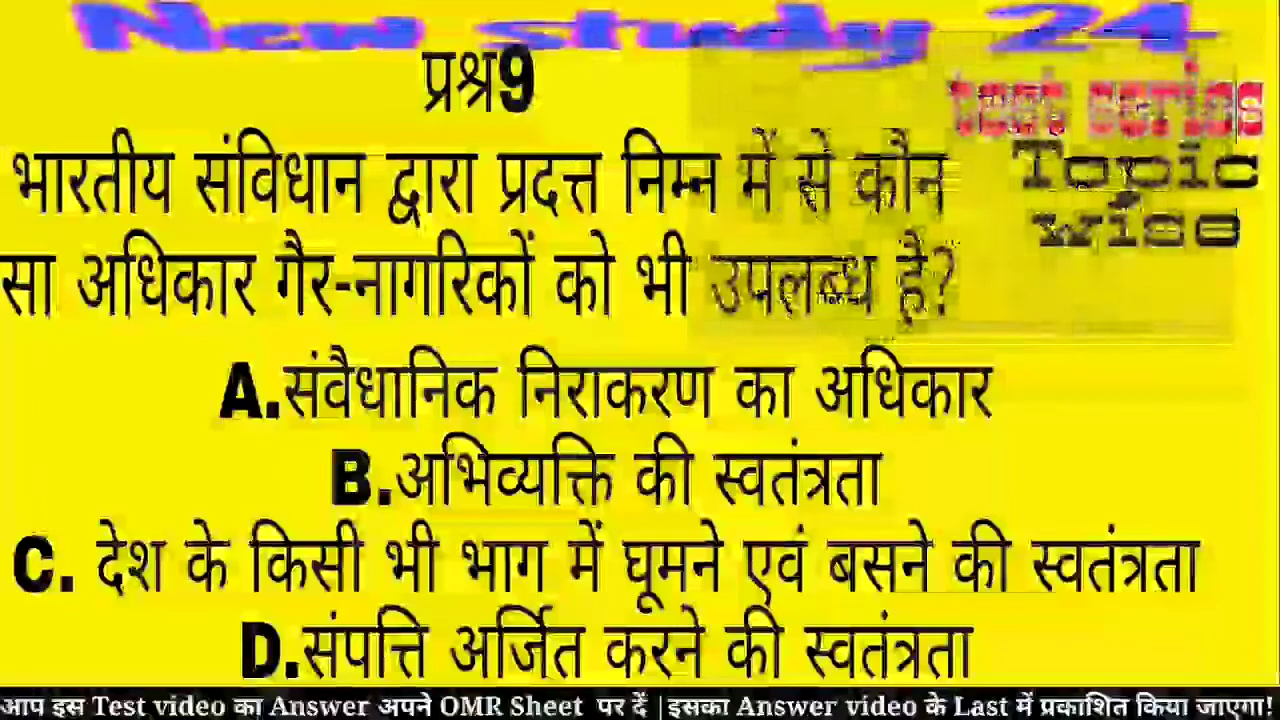 New study 24
प्रश्न9
test series
Topic
wise
भारतीय संविधान द्वारा प्रदत्त निम्न में से कौन
सा अधिकार गैर-नागरिकों को भी उपलब्ध है?
A.संवैधानिक निराकरण का अधिकार
B.अभिव्यक्ति की स्वतंत्रता
C. देश के किसी भी भाग में घूमने एवं बसने की स्वतंत्रता
D.संपत्ति अर्जित करने की स्वतंत्रता
आप इस Test video का Answer अपने OMR Sheet पर दें |इसका Answer video के Last में प्रकाशित किया जाएगा!